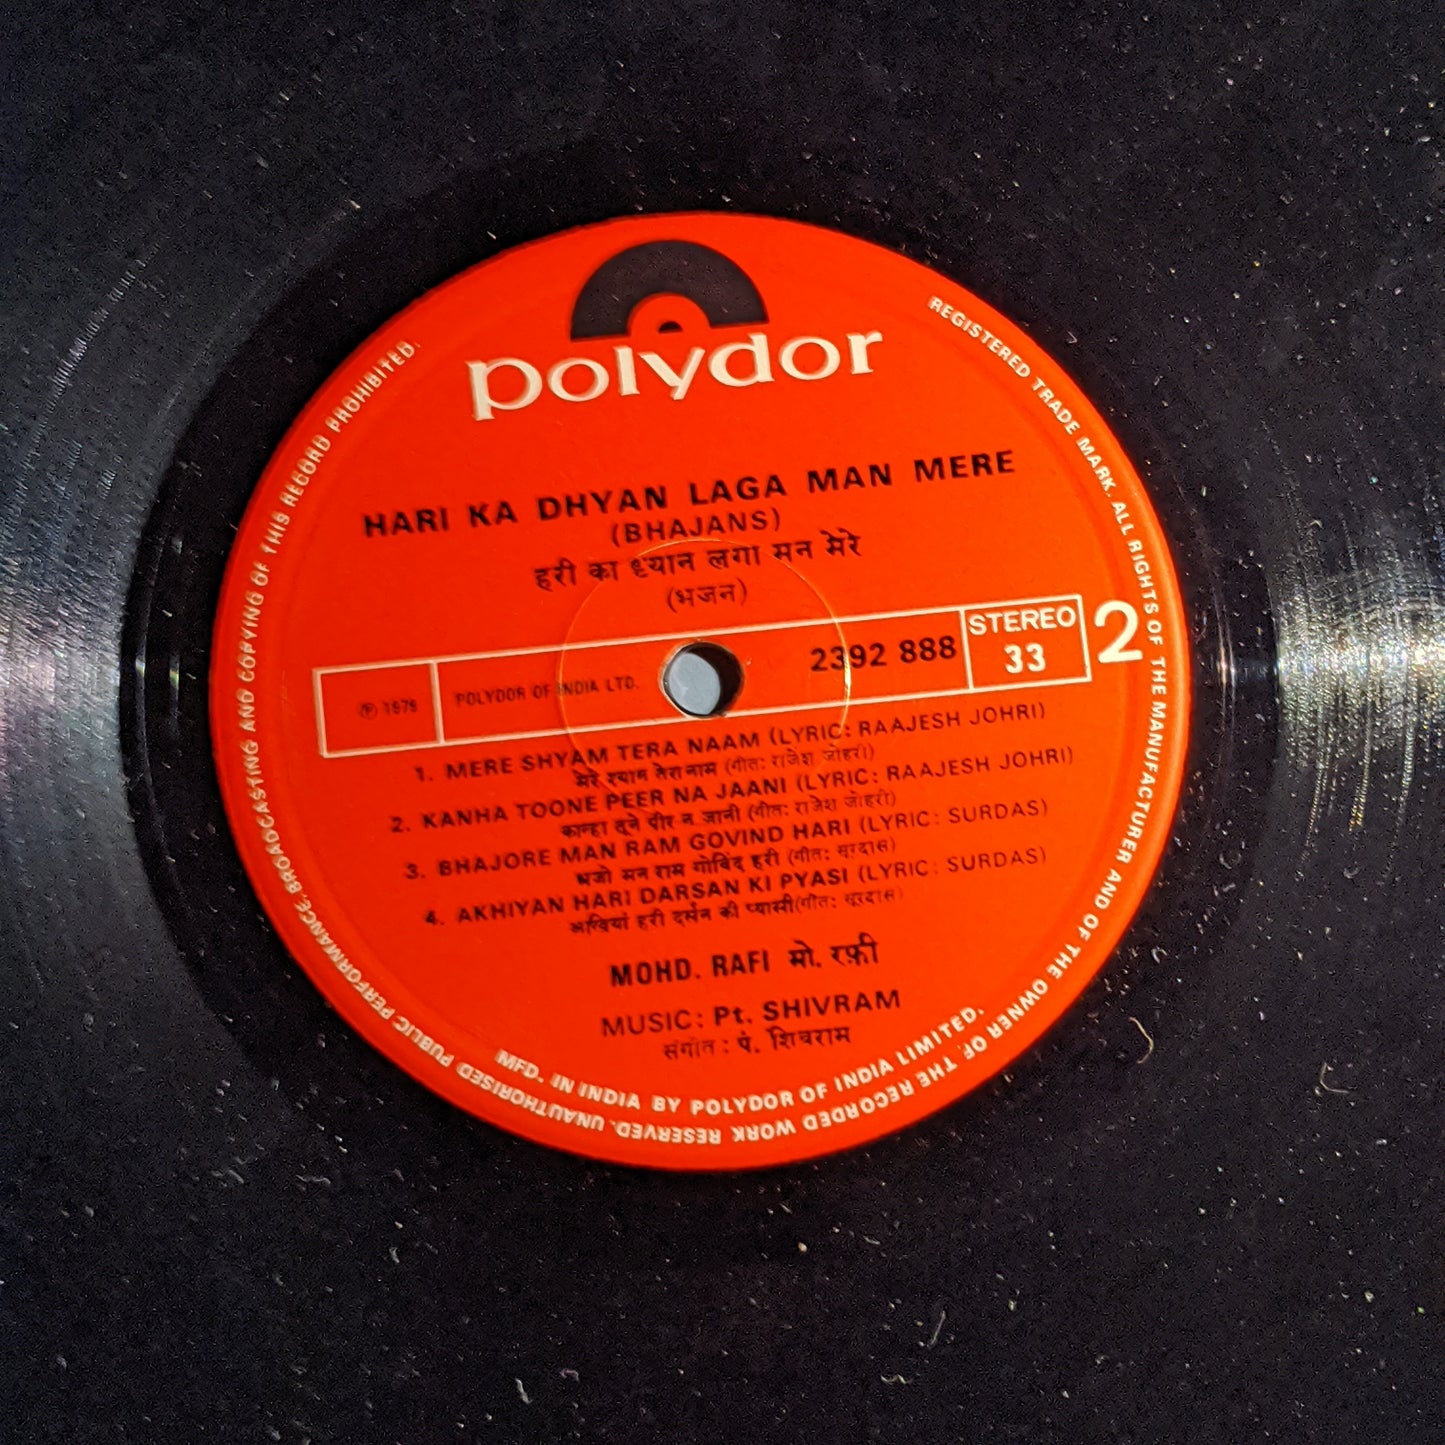 polydor
HARI KA DHYAN LAGA MAN MERE
(BHAJANS)
हरी का ध्यान लगा मन मेरे
(भजन)
℗ 1979
POLYDOR OF INDIA LTD.
2392 888
STEREO
33
2
1. MERE SHYAM TERA NAAM (LYRIC: RAAJESH JOHRI)
मेरे श्याम तेरा नाम (गीत: राजेश जोहरी)
2. KANHA TOONE PEER NA JAANI (LYRIC: RAAJESH JOHRI)
कान्हा तूने पीर न जानी (गीत: राजेश जोहरी)
3. BHAJORE MAN RAM GOVIND HARI (LYRIC: SURDAS)
भजो मन राम गोबिंद हरी (गीत: सूरदास)
4. AKHIYAN HARI DARSAN KI PYASI (LYRIC: SURDAS)
अखियां हरी दर्सन की प्यासी(गीत: सूरदास)
MOHD. RAFI मो. रफ़ी
MUSIC: Pt. SHIVRAM
संगीत: पं. शिवराम
MFD. IN INDIA BY POLYDOR OF INDIA LIMITED.
REGISTERED TRADE MARK. ALL RIGHTS OF THE MANUFACTURER AND OF THE OWNER OF THE RECORDED WORK RESERVED. UNAUTHORISED PUBLIC PERFORMANCE, BROADCASTING AND COPYING OF THIS RECORD PROHIBITED.